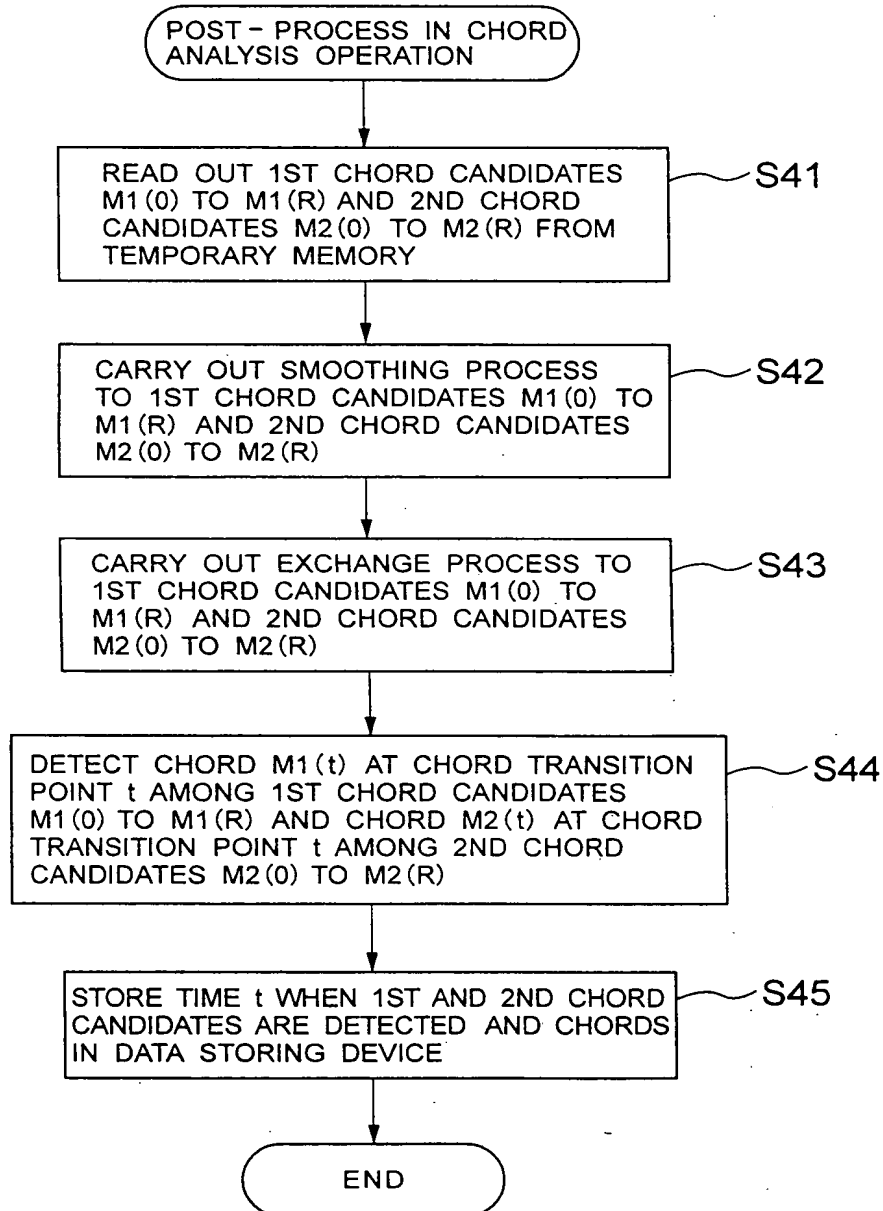 POST-PROCESS IN CHORD
ANALYSIS OPERATION
READ OUT 1ST CHORD CANDIDATES
M1(0) TO M1(R) AND 2ND CHORD
CANDIDATES M2(0) TO M2(R) FROM
TEMPORARY MEMORY
S41
CARRY OUT SMOOTHING PROCESS
TO 1ST CHORD CANDIDATES M1(0) TO
M1(R) AND 2ND CHORD CANDIDATES
M2(0) TO M2(R)
S42
CARRY OUT EXCHANGE PROCESS TO
1ST CHORD CANDIDATES M1(0) TO
M1(R) AND 2ND CHORD CANDIDATES
M2(0) TO M2(R)
S43
DETECT CHORD M1(t) AT CHORD TRANSITION
POINT t AMONG 1ST CHORD CANDIDATES
M1(0) TO M1(R) AND CHORD M2(t) AT CHORD
TRANSITION POINT t AMONG 2ND CHORD
CANDIDATES M2(0) TO M2(R)
S44
STORE TIME t WHEN 1ST AND 2ND CHORD
CANDIDATES ARE DETECTED AND CHORDS
IN DATA STORING DEVICE
S45
END